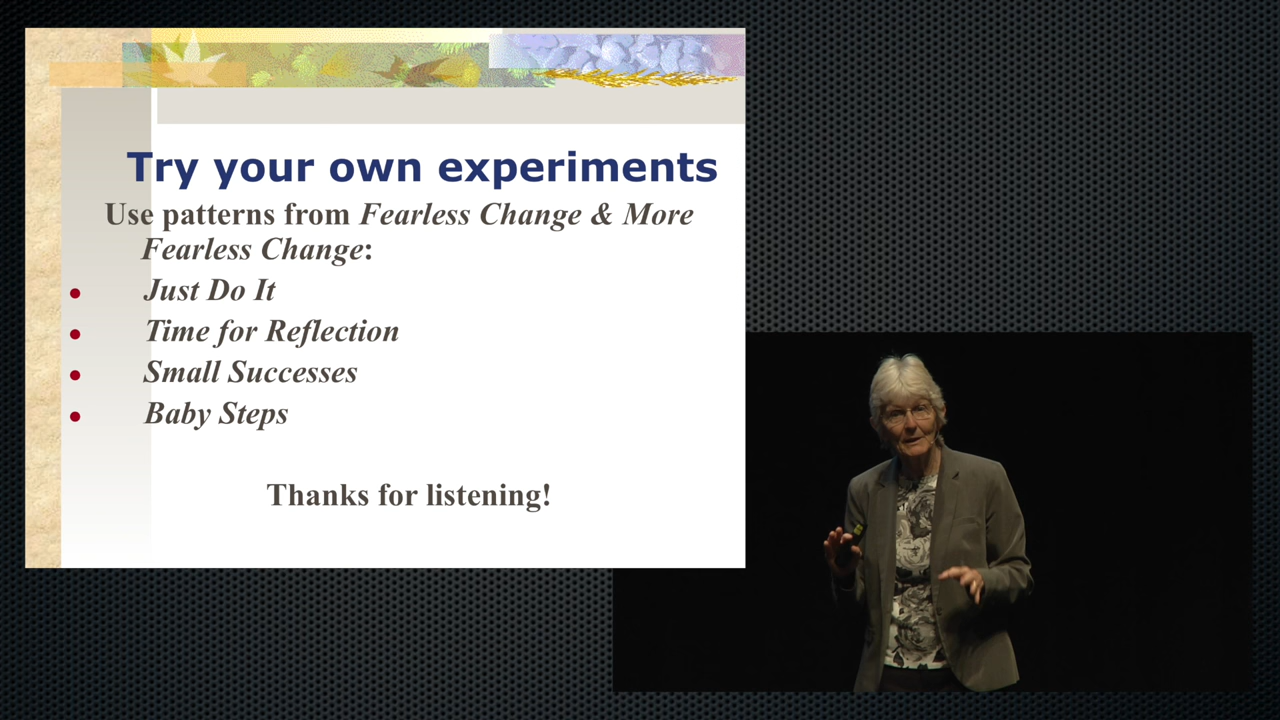 Try your own experiments
Use patterns from Fearless Change & More
Fearless Change:
• Just Do It
• Time for Reflection
• Small Successes
• Baby Steps
Thanks for listening!